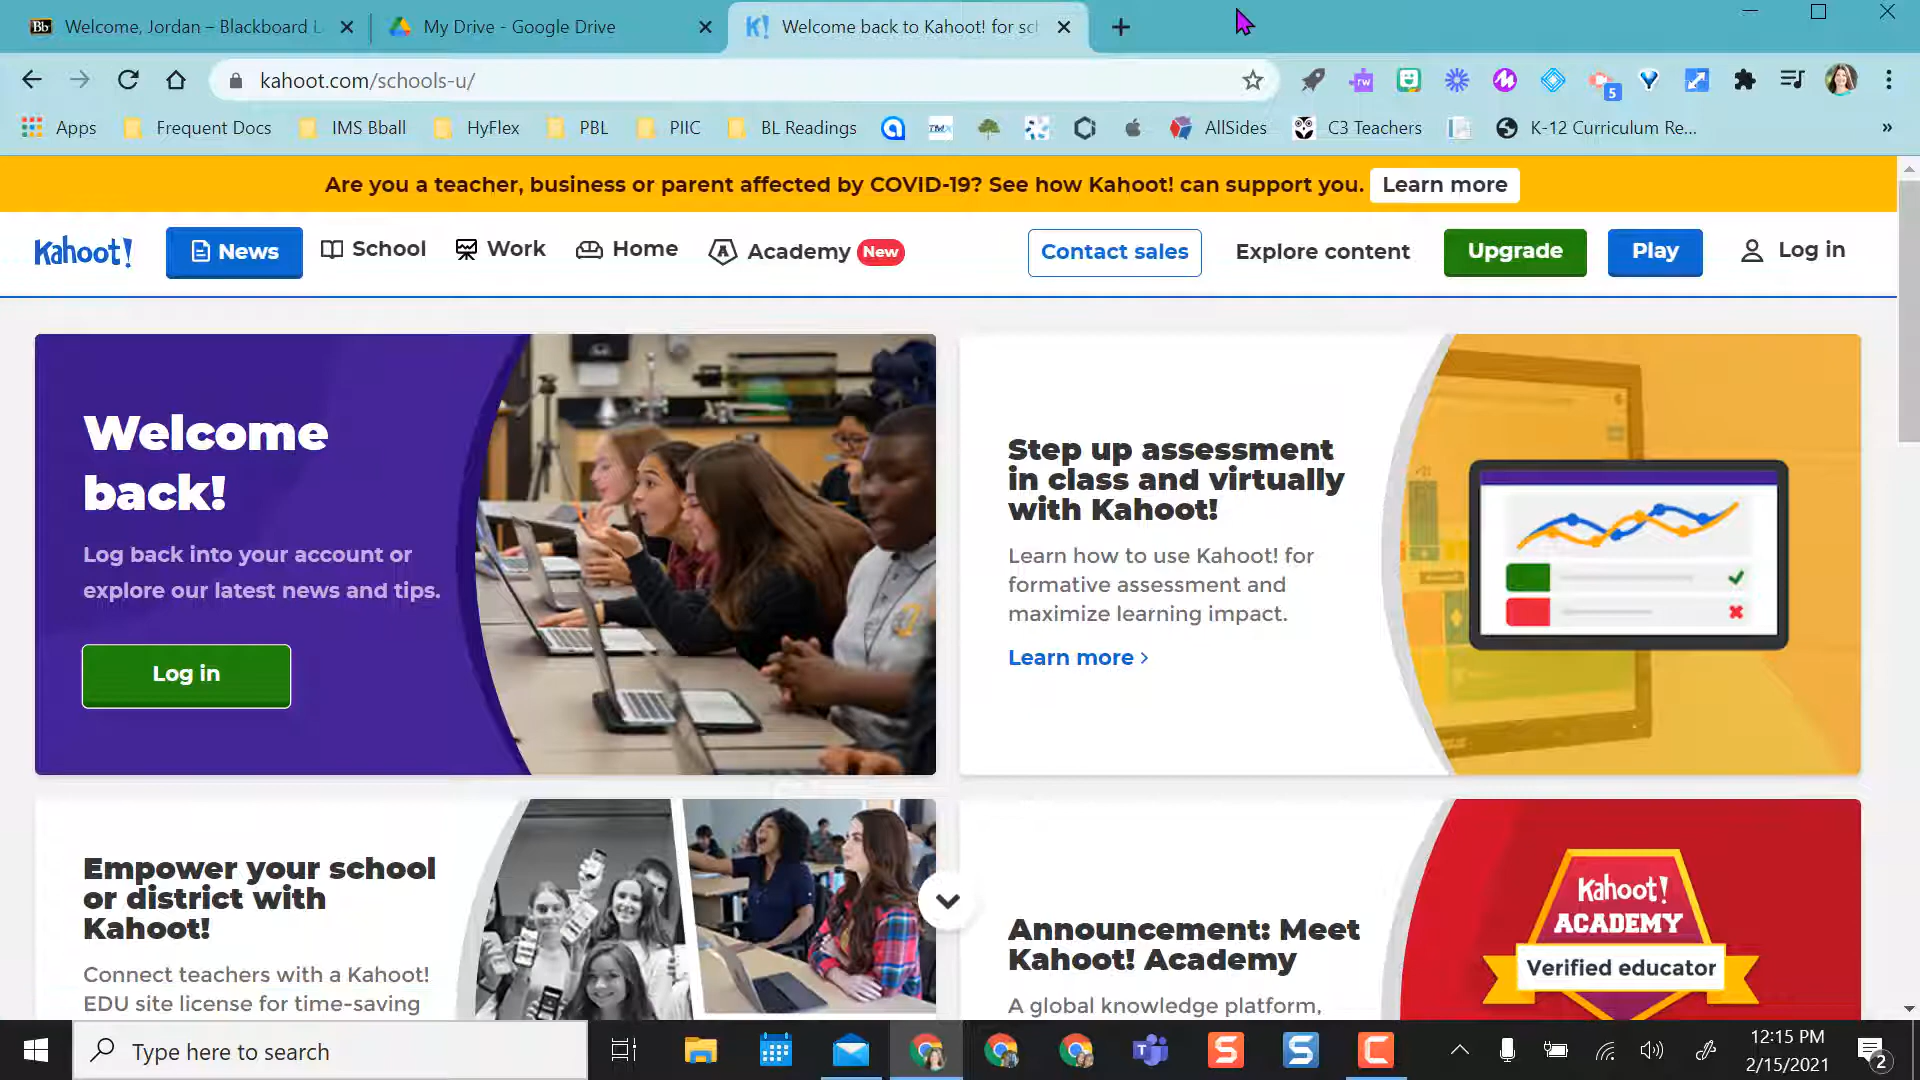 Bb Welcome, Jordan – Blackboard L
My Drive - Google Drive
K! Welcome back to Kahoot! for sc
kahoot.com/schools-u/
5
Apps Frequent Docs IMS Bball HyFlex PBL PIIC BL Readings AllSides C3 Teachers K-12 Curriculum Re... »
Are you a teacher, business or parent affected by COVID-19? See how Kahoot! can support you. Learn more
Kahoot! News School Work Home Academy New Contact sales Explore content Upgrade Play Log in
Welcome
back!
Log back into your account or
explore our latest news and tips.
Log in
Step up assessment
in class and virtually
with Kahoot!
Learn how to use Kahoot! for
formative assessment and
maximize learning impact.
Learn more ›
Empower your school
or district with
Kahoot!
Connect teachers with a Kahoot!
EDU site license for time-saving
Announcement: Meet
Kahoot! Academy
A global knowledge platform,
Kahoot!
ACADEMY
Verified educator
Type here to search
12:15 PM
2/15/2021
2